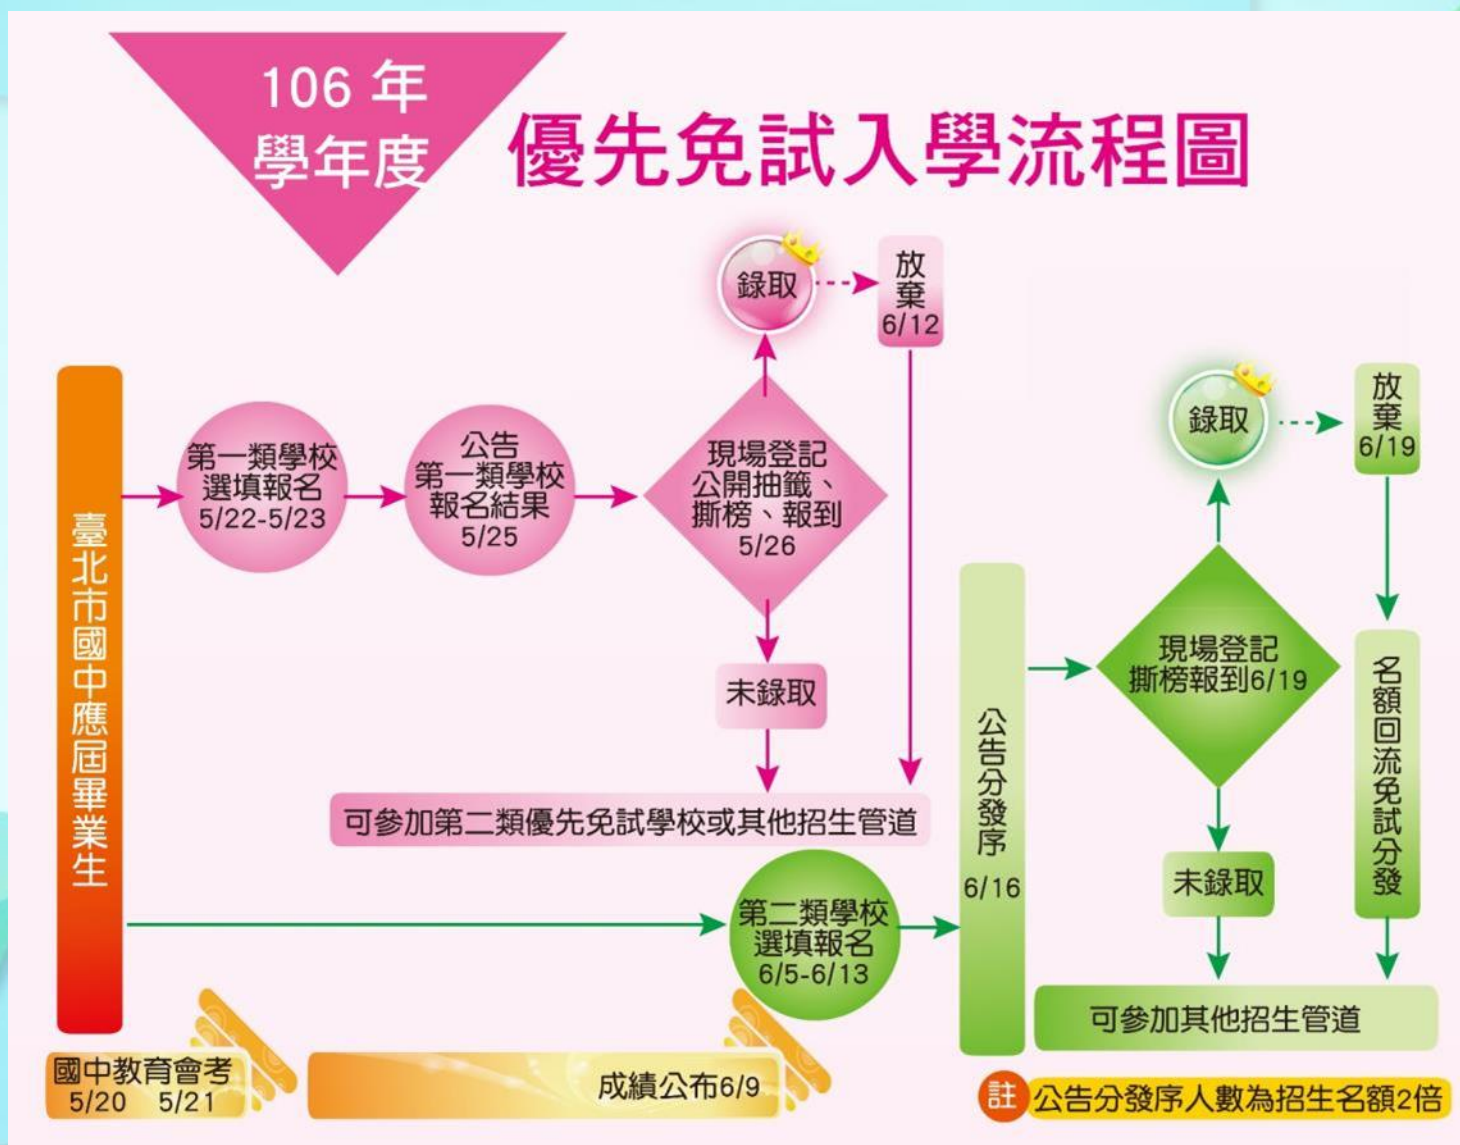 106 年
學年度
優先免試入學流程圖
錄取
放棄
6/12
臺北市國中應屆畢業生
第一類學校
選填報名
5/22-5/23
公告
第一類學校
報名結果
5/25
現場登記
公開抽籤、
撕榜、報到
5/26
未錄取
可參加第二類優先免試學校或其他招生管道
第二類學校
選填報名
6/5-6/13
公告分發序
6/16
錄取
放棄
6/19
現場登記
撕榜報到6/19
名額回流免試分發
未錄取
可參加其他招生管道
國中教育會考
5/20 5/21
成績公布6/9
註 公告分發序人數為招生名額2倍